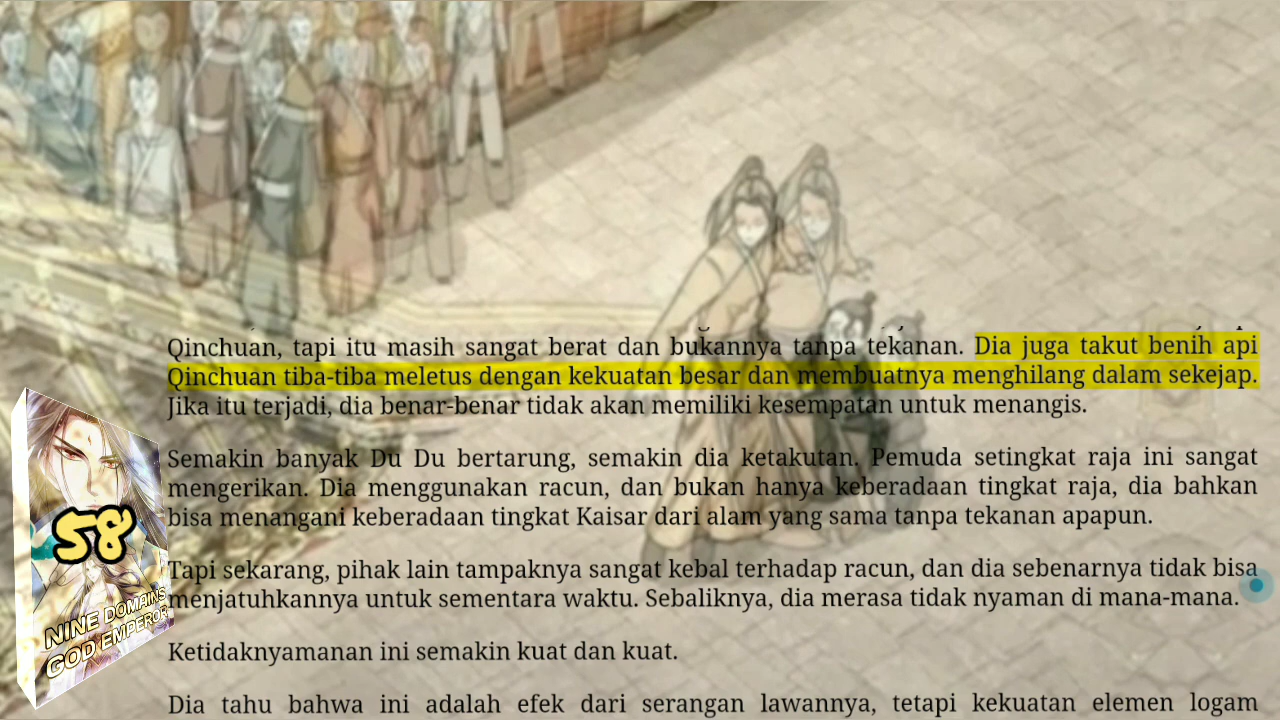 Qinchuan, tapi itu masih sangat berat dan bukannya tanpa tekanan. Dia juga takut benih api
Qinchuan tiba-tiba meletus dengan kekuatan besar dan membuatnya menghilang dalam sekejap.
Jika itu terjadi, dia benar-benar tidak akan memiliki kesempatan untuk menangis.
Semakin banyak Du Du bertarung, semakin dia ketakutan. Pemuda setingkat raja ini sangat
mengerikan. Dia menggunakan racun, dan bukan hanya keberadaan tingkat raja, dia bahkan
bisa menangani keberadaan tingkat Kaisar dari alam yang sama tanpa tekanan apapun.
Tapi sekarang, pihak lain tampaknya sangat kebal terhadap racun, dan dia sebenarnya tidak bisa
menjatuhkannya untuk sementara waktu. Sebaliknya, dia merasa tidak nyaman di mana-mana.
Ketidaknyamanan ini semakin kuat dan kuat.
Dia tahu bahwa ini adalah efek dari serangan lawannya, tetapi kekuatan elemen logam
58
NINE DOMAINS
GOD EMPEROR